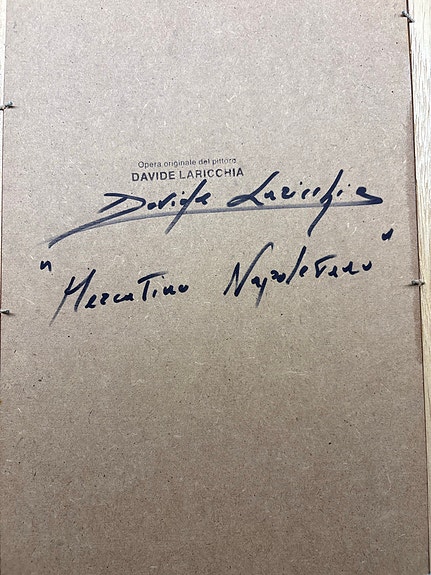 Opera originale del pittore
DAVIDE LARICCHIA
Davide Laricchia
"Mercatino Napoletano"